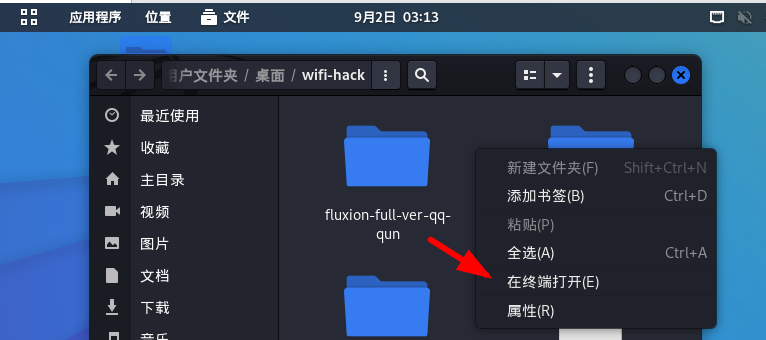 应用程序 位置 文件 9月2日 03:13
用户文件夹 / 桌面 / wifi-hack
最近使用
收藏
主目录
视频
图片
文档
下载
音乐
fluxion-full-ver-qq-
qun
新建文件夹(F) Shift+Ctrl+N
添加书签(B) Ctrl+D
粘贴(P)
全选(A) Ctrl+A
在终端打开(E)
属性(R)